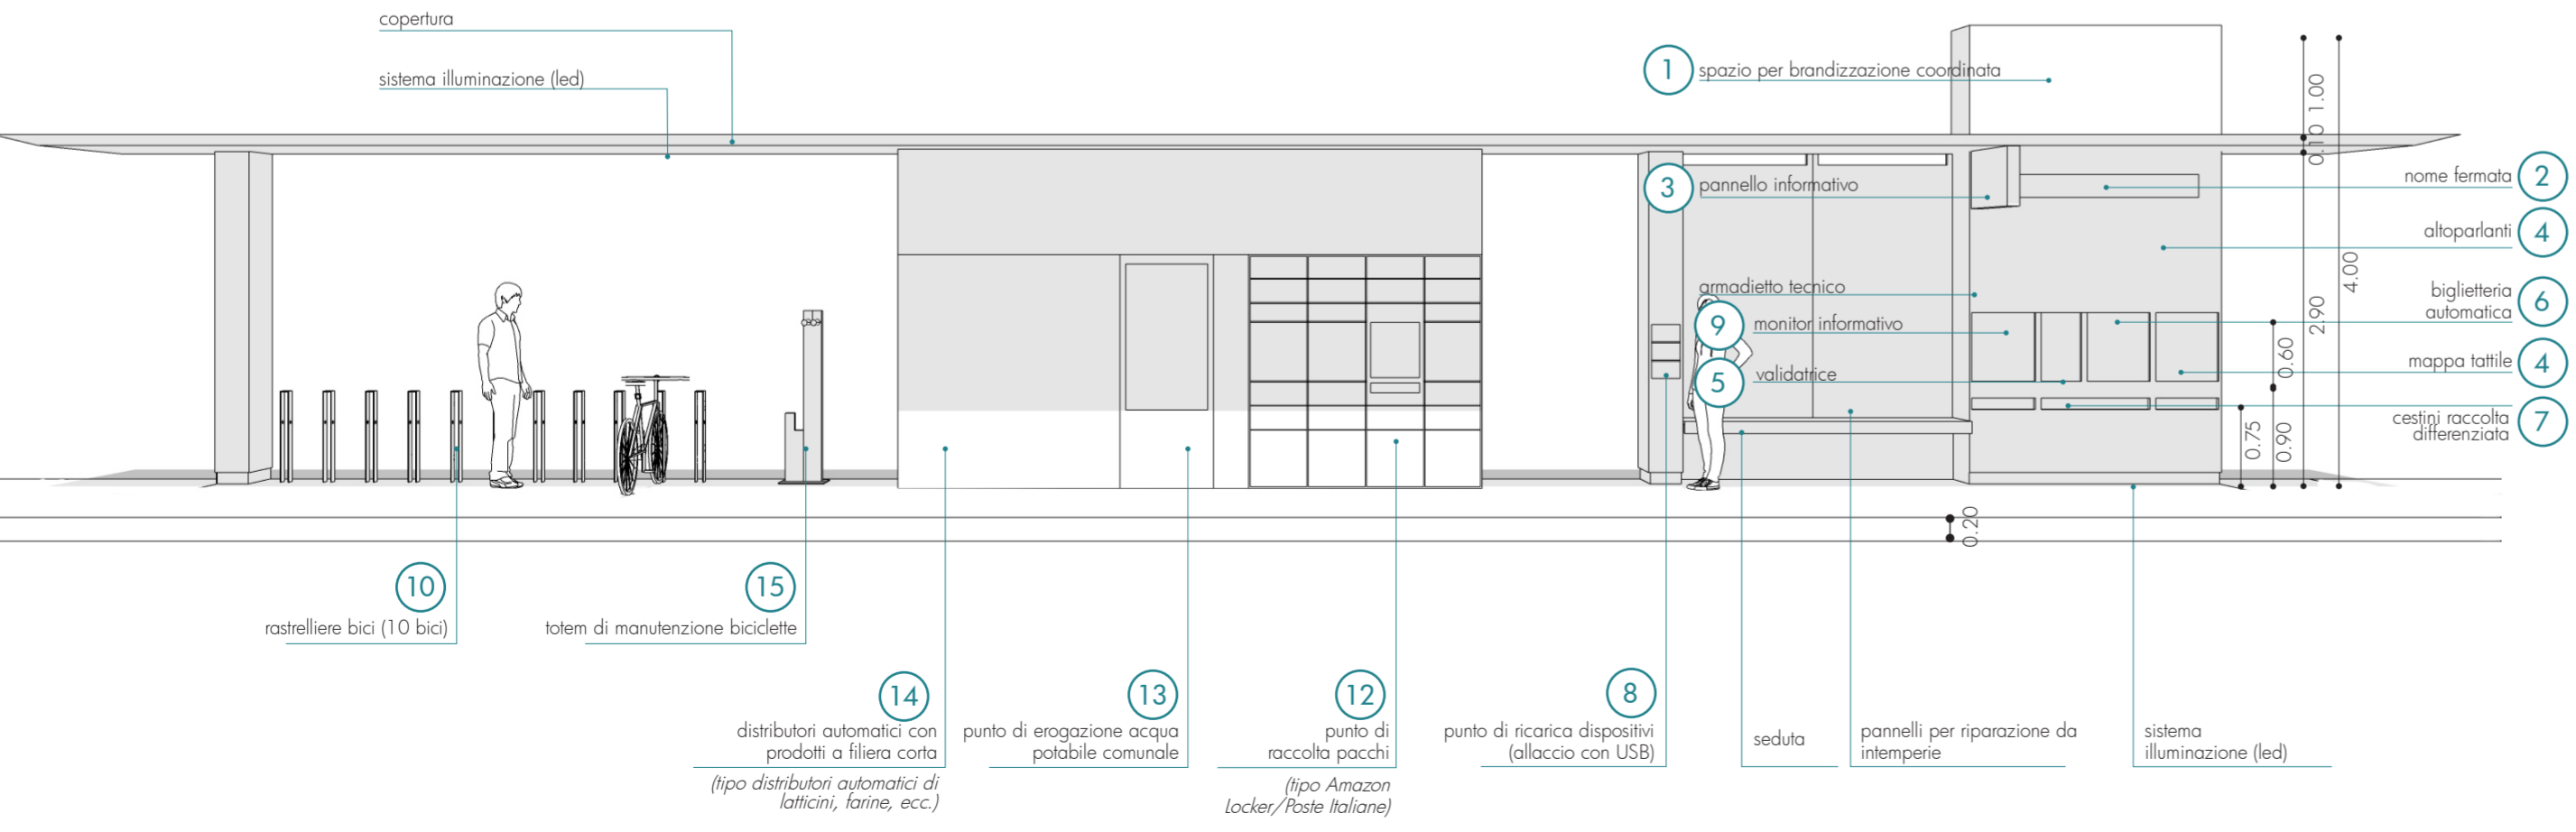 copertura
sistema illuminazione (led)
1
spazio per brandizzazione coordinata
3
pannello informativo
armadietto tecnico
9
monitor informativo
5
validatrice
nome fermata
2
altoparlanti
4
biglietteria
automatica
6
mappa tattile
4
cestini raccolta
differenziata
7
1.00
0.10
4.00
2.90
0.60
0.75
0.90
0.20
10
rastrelliere bici (10 bici)
15
totem di manutenzione biciclette
14
distributori automatici con
prodotti a filiera corta
(tipo distributori automatici di
latticini, farine, ecc.)
13
punto di erogazione acqua
potabile comunale
12
punto di
raccolta pacchi
(tipo Amazon
Locker/Poste Italiane)
8
punto di ricarica dispositivi
(allaccio con USB)
seduta
pannelli per riparazione da
intemperie
sistema
illuminazione (led)